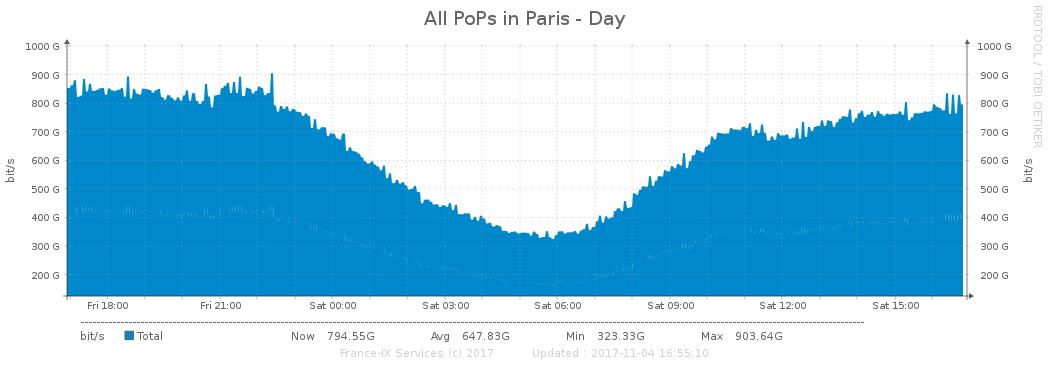 All PoPs in Paris - Day
RRDTOOL / TOBI OETIKER
bit/s
1000 G
900 G
800 G
700 G
600 G
500 G
400 G
300 G
200 G
1000 G
900 G
800 G
700 G
600 G
500 G
400 G
300 G
200 G
bit/s
Fri 18:00 Fri 21:00 Sat 00:00 Sat 03:00 Sat 06:00 Sat 09:00 Sat 12:00 Sat 15:00
bit/s Total Now 794.55G Avg 647.83G Min 323.33G Max 903.64G
France-IX Services (c) 2017 Updated : 2017-11-04 16:55:10